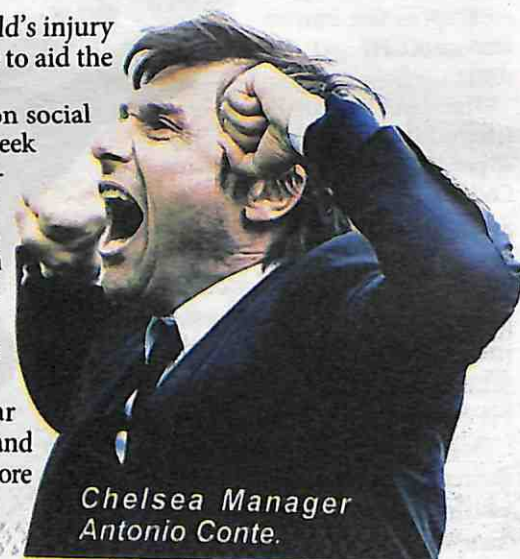 ld's injury
to aid the
on social
eek
ar
and
ore
Chelsea Manager
Antonio Conte.